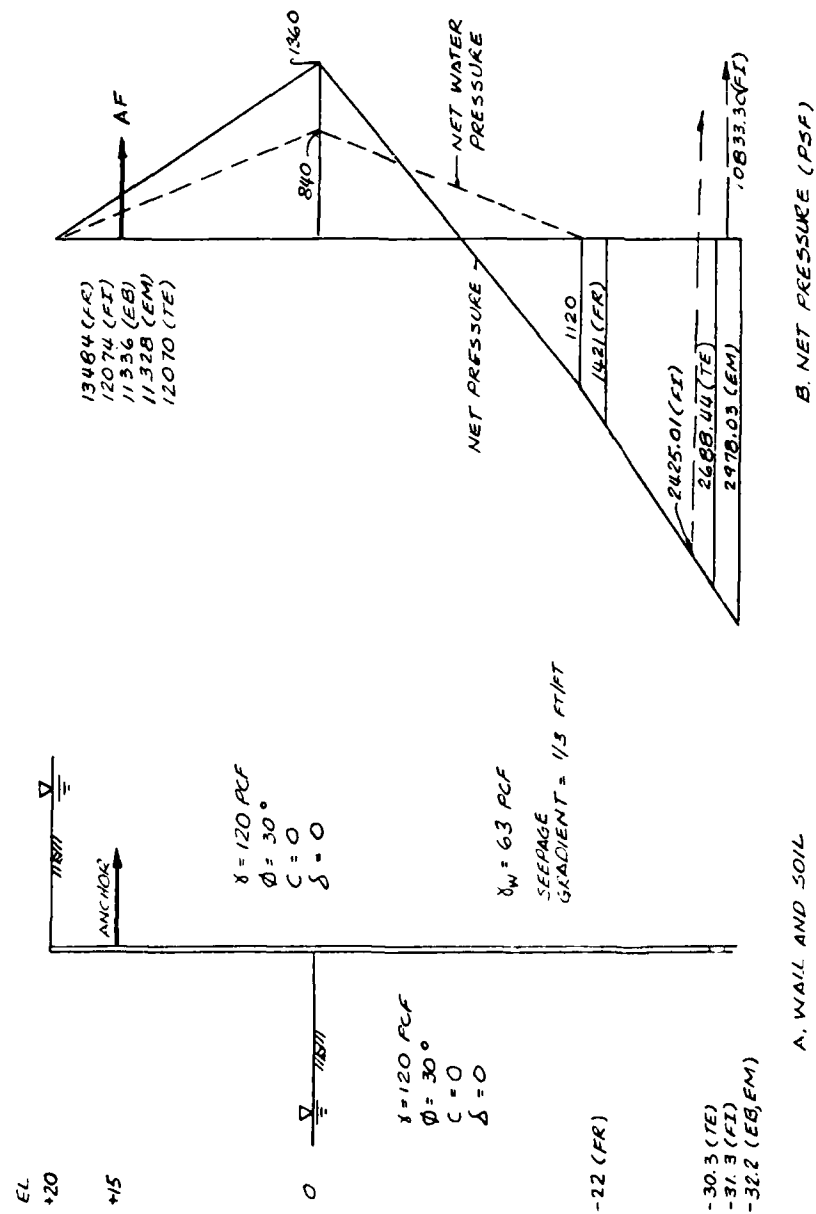 EL
+20
+15
0
-22 (FR)
-30.3 (TE)
-31.3 (FI)
-32.2 (EB,EM)
ANCHOR
γ = 120 PCF
Ø = 30°
C = 0
δ = 0
γ = 120 PCF
Ø = 30°
C = 0
δ = 0
γw = 63 PCF
SEEPAGE
GRADIENT = 1/3 FT/FT
A. WALL AND SOIL
13484 (FR)
12074 (FI)
11336 (EB)
11328 (EM)
12070 (TE)
AF
1360
840
NET WATER
PRESSURE
NET PRESSURE
1120
1421 (FR)
2425.01 (FI)
2688.44 (TE)
2978.03 (EM)
10833.30 (FI)
B. NET PRESSURE (PSF)